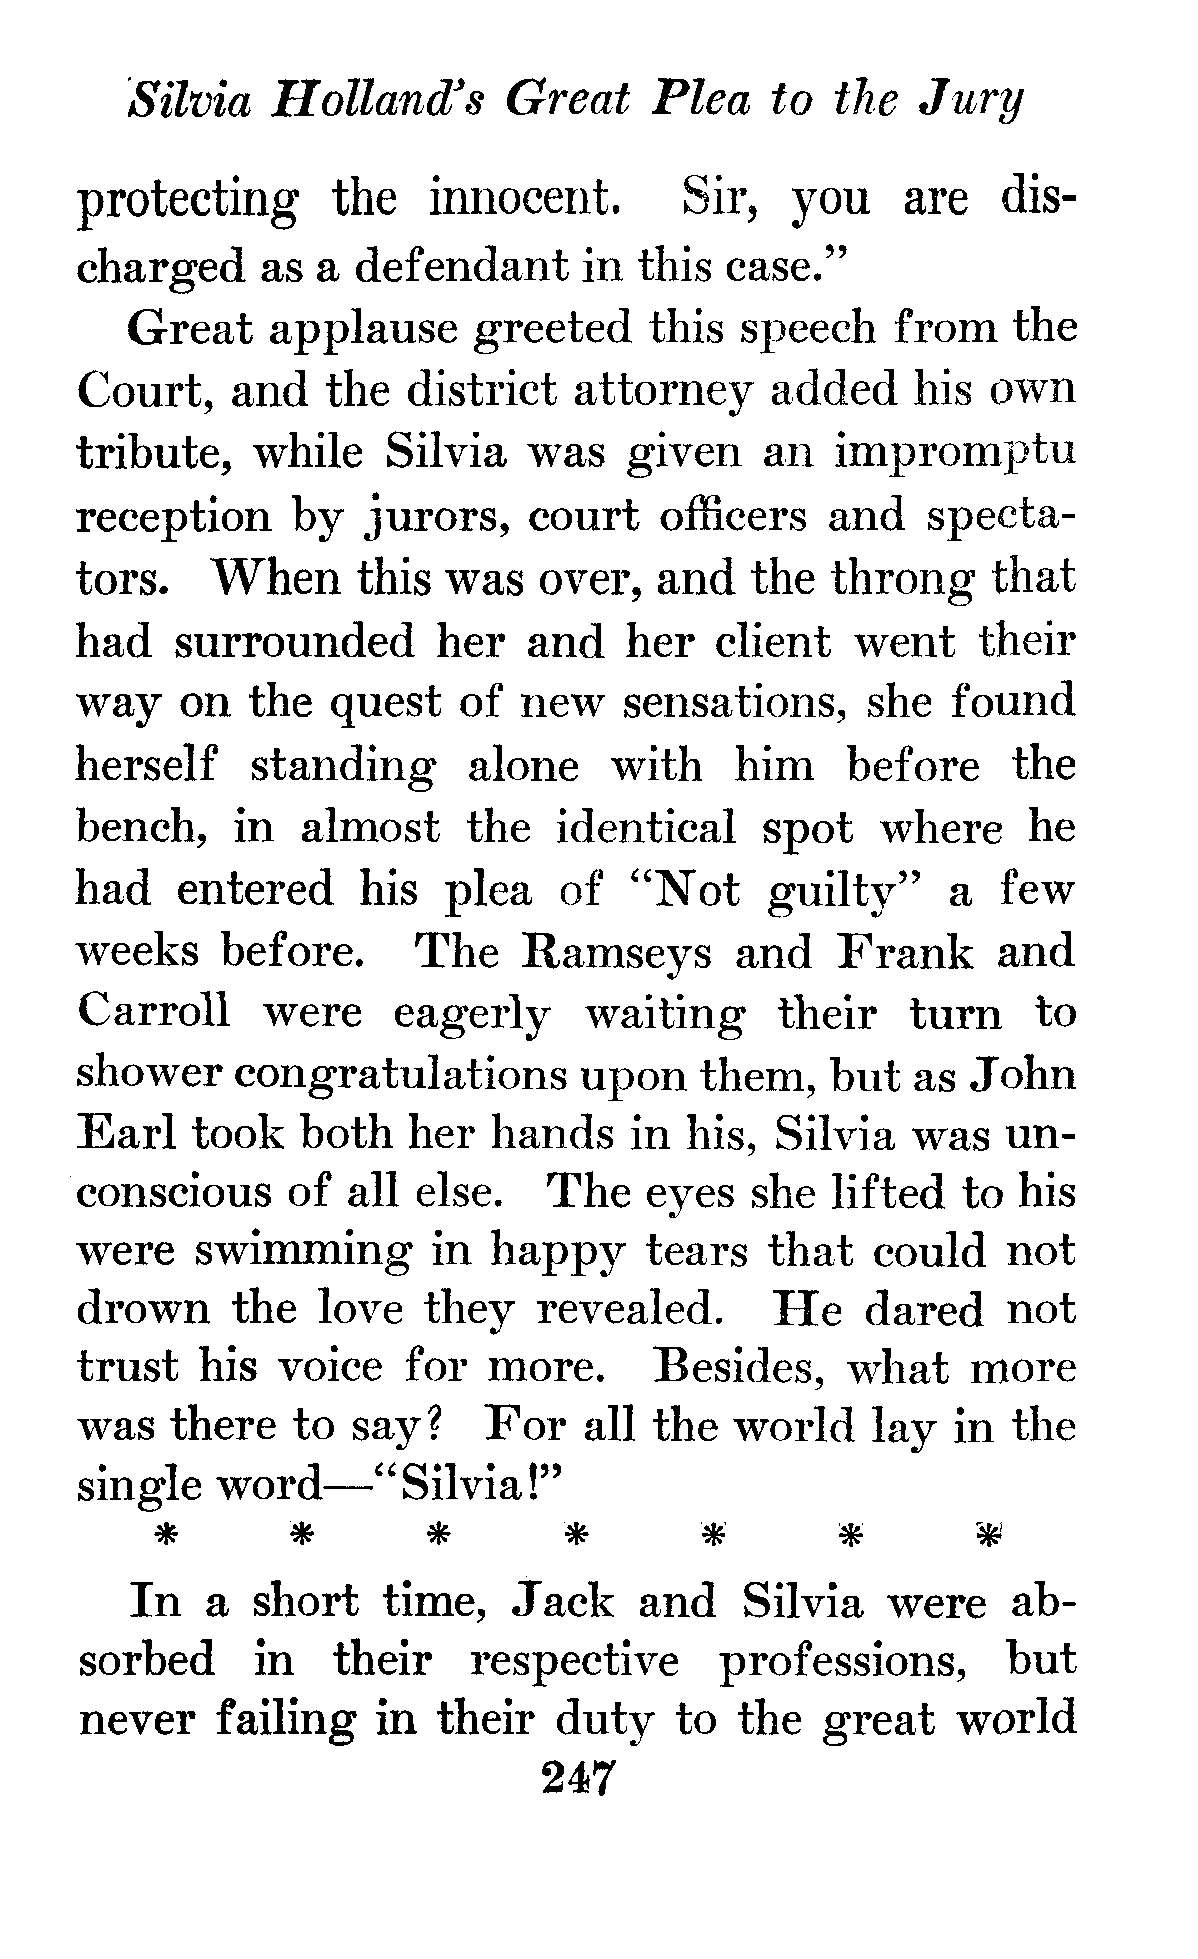 Silvia Holland's Great Plea to the Jury
protecting the innocent. Sir, you are dis-
charged as a defendant in this case."
Great applause greeted this speech from the
Court, and the district attorney added his own
tribute, while Silvia was given an impromptu
reception by jurors, court officers and specta-
tors. When this was over, and the throng that
had surrounded her and her client went their
way on the quest of new sensations, she found
herself standing alone with him before the
bench, in almost the identical spot where he
had entered his plea of "Not guilty" a few
weeks before. The Ramseys and Frank and
Carroll were eagerly waiting their turn to
shower congratulations upon them, but as John
Earl took both her hands in his, Silvia was un-
conscious of all else. The eyes she lifted to his
were swimming in happy tears that could not
drown the love they revealed. He dared not
trust his voice for more. Besides, what more
was there to say? For all the world lay in the
single word—"Silvia!"
* * * * * * *
In a short time, Jack and Silvia were ab-
sorbed in their respective professions, but
never failing in their duty to the great world
247